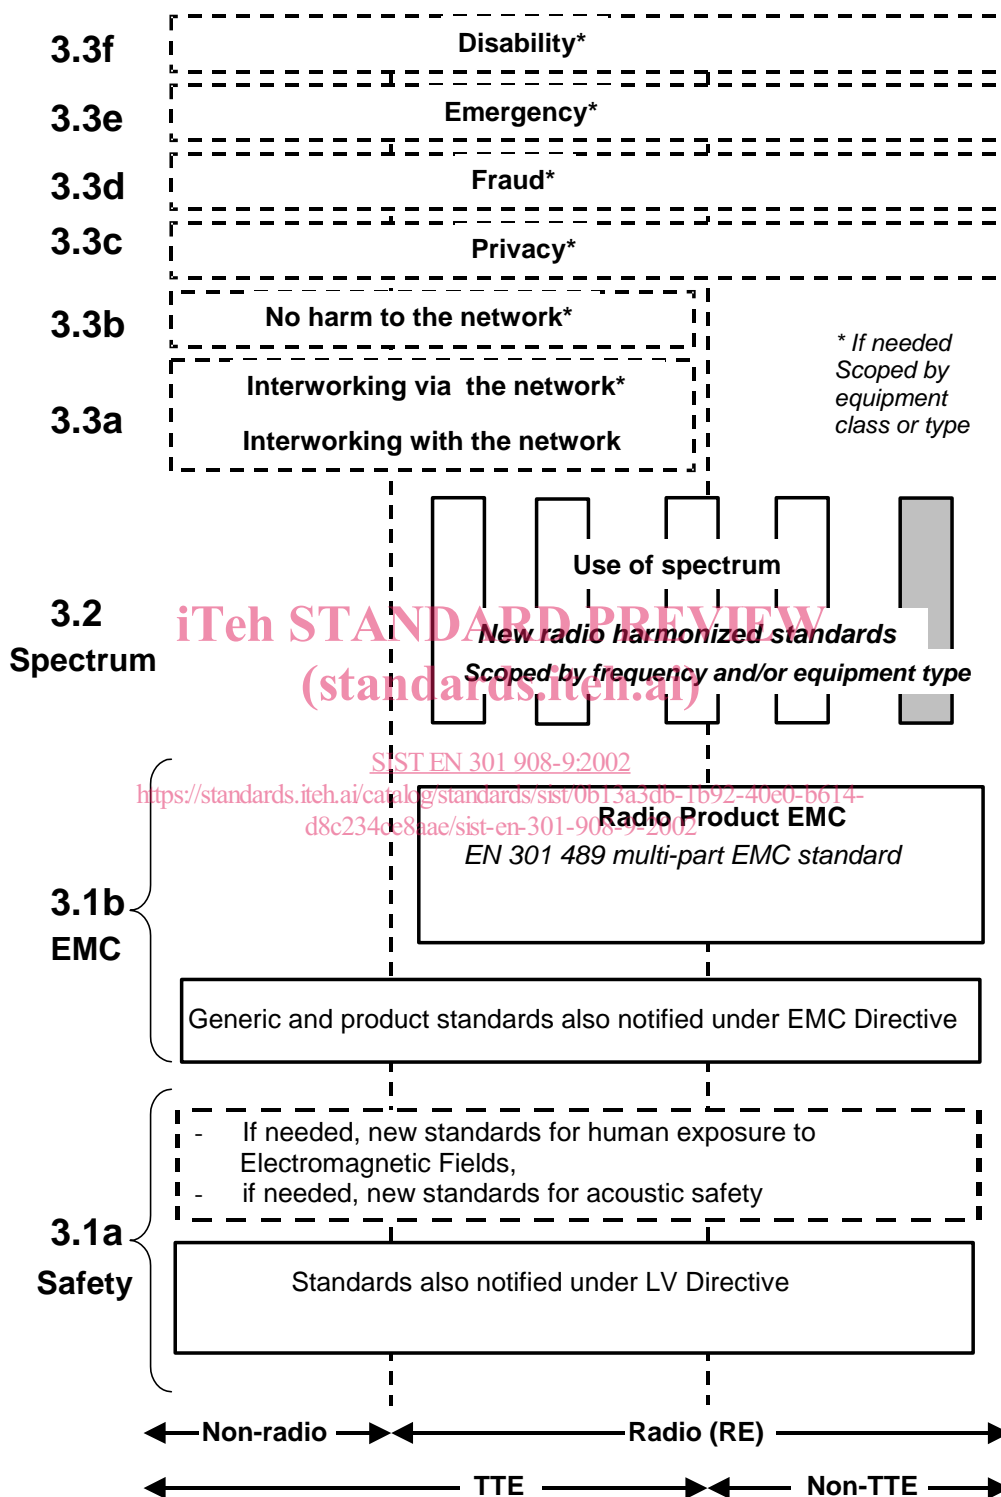 3.3f
Disability*
3.3e
Emergency*
3.3d
Fraud*
3.3c
Privacy*
3.3b
No harm to the network*
* If needed
Scoped by
equipment
class or type
3.3a
Interworking via the network*
Interworking with the network
Use of spectrum
3.2
Spectrum
iTeh STANDARD PREVIEW
New radio harmonized standards
(standards.iteh.ai)
Scoped by frequency and/or equipment type
SIST EN 301 908-9:2002
https://standards.iteh.ai/catalog/standards/sist/0b13a3db-1b92-40e0-b614-
d8c234ce8aae/sist-en-301-908-9-2002
Radio Product EMC
EN 301 489 multi-part EMC standard
3.1b
EMC
Generic and product standards also notified under EMC Directive
- If needed, new standards for human exposure to
Electromagnetic Fields,
- if needed, new standards for acoustic safety
3.1a
Safety
Standards also notified under LV Directive
Non-radio
Radio (RE)
TTE
Non-TTE